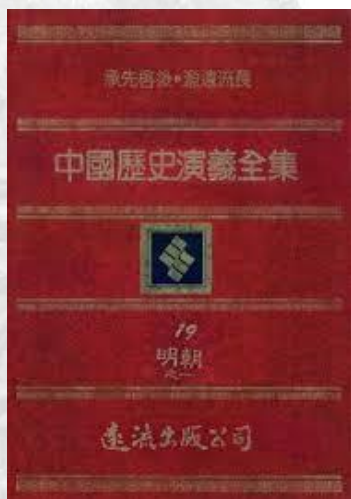 承先啓後•源遠流長
中國歷史演義全集
19
明朝
之一
遠流出版公司